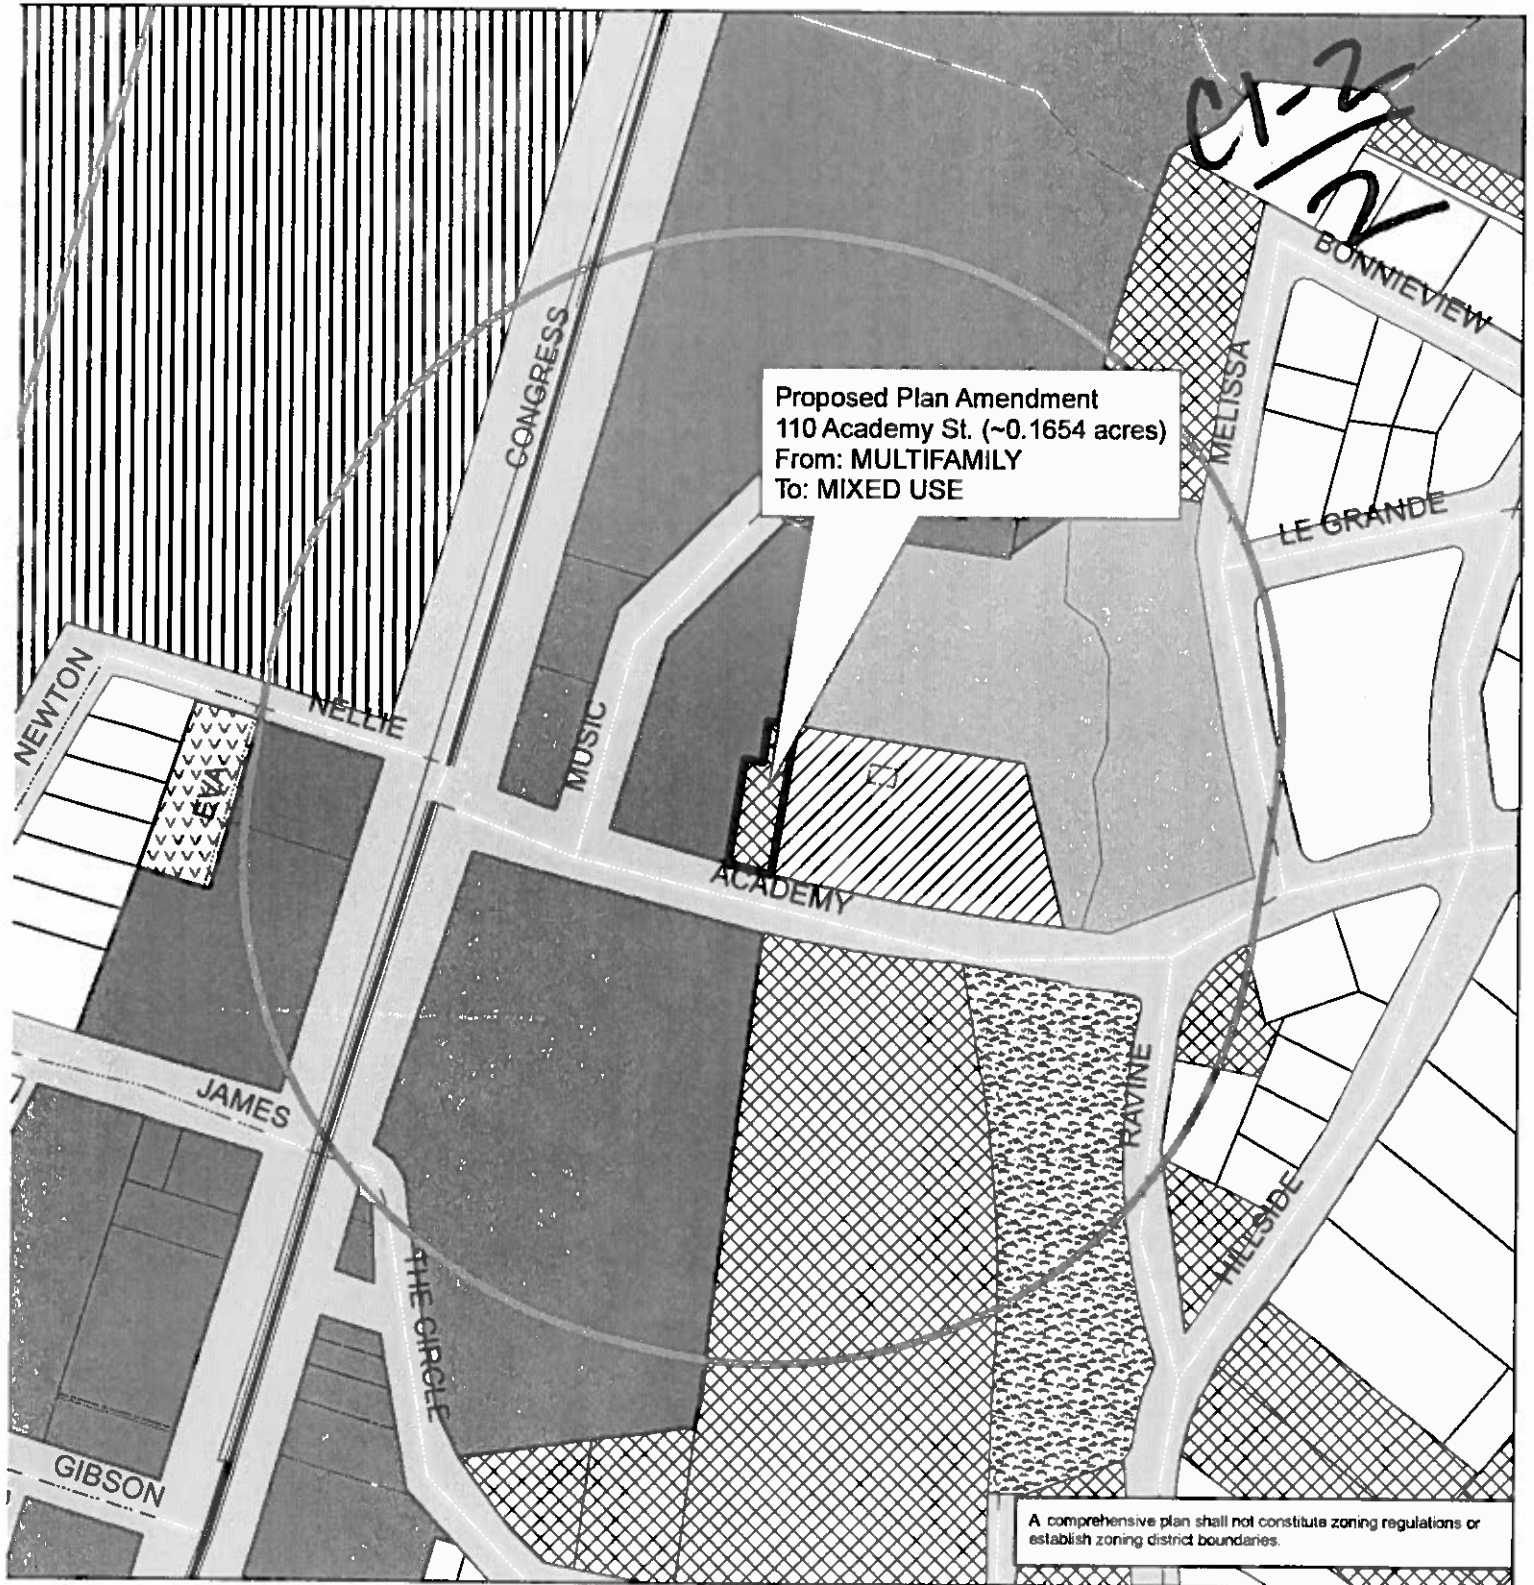 C1-2
2
BONNIEVIEW
CONGRESS
MELISSA
Proposed Plan Amendment
110 Academy St. (~0.1654 acres)
From: MULTIFAMILY
To: MIXED USE
LE GRANDE
NEWTON
NELLIE
EVA
MUSIC
ACADEMY
JAMES
RAVINE
HILLSIDE
THE CIRCLE
GIBSON
A comprehensive plan shall not constitute zoning regulations or
establish zoning district boundaries.